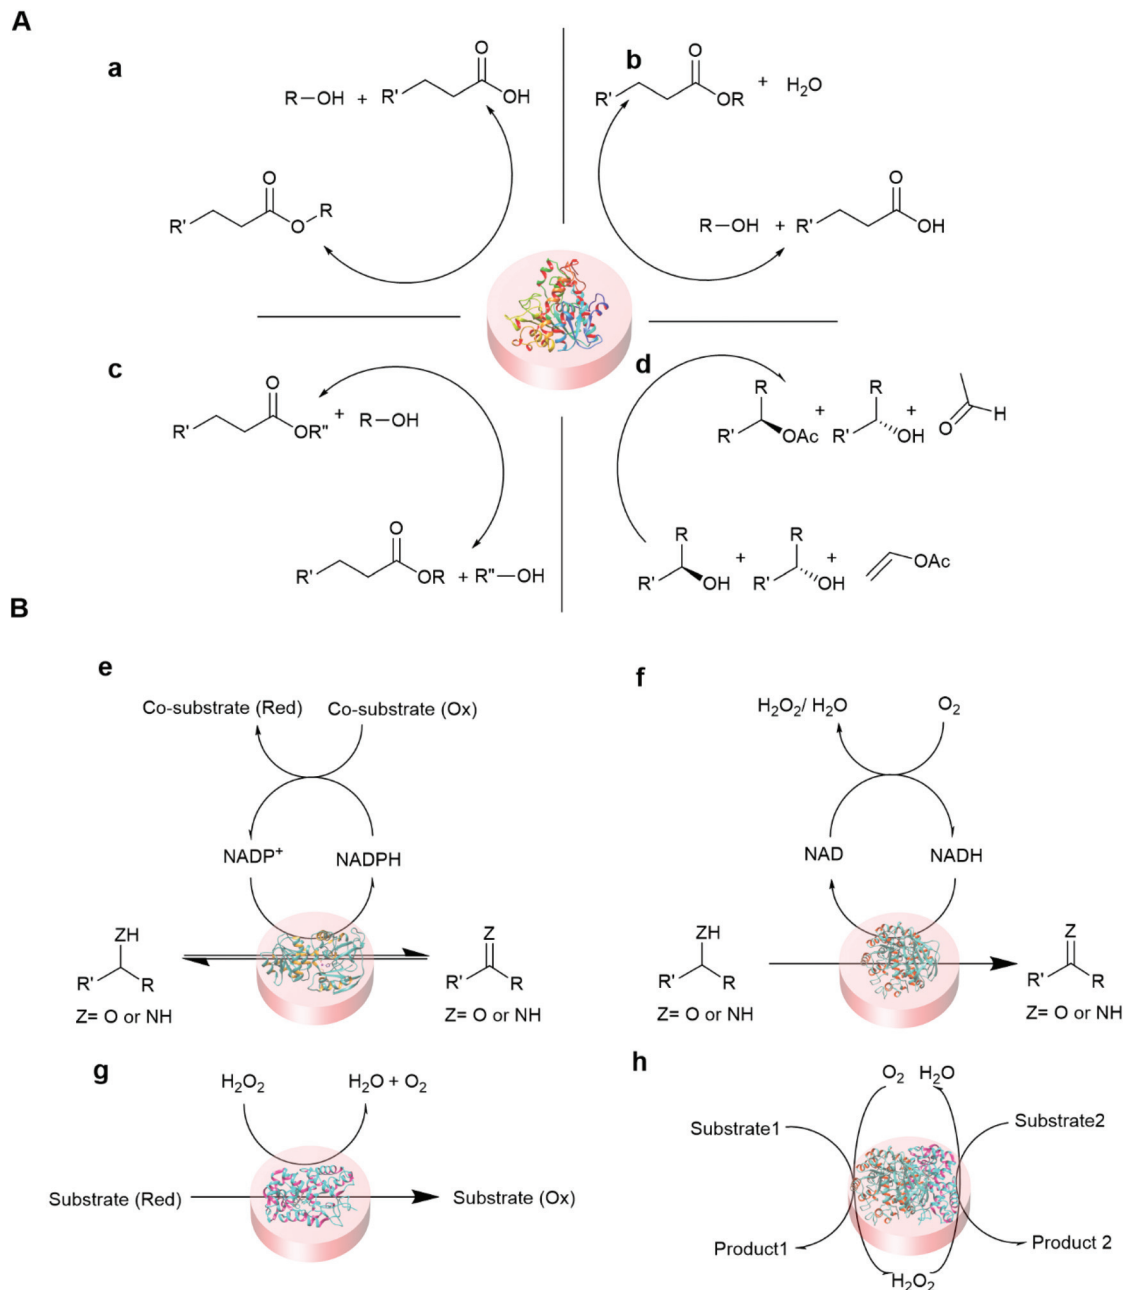 A
a
R-OH + R' O OH
b
R' O OR + H₂O
R' O O R
R-OH + R' O OH
c
R' O OR" + R-OH
R' O OR + R"-OH
d
R R' OAc + R R' OH + O H
R R' OH + R R' OH + OAc
B
e
Co-substrate (Red) Co-substrate (Ox)
NADP⁺ NADPH
ZH R' R
Z= O or NH
Z R' R
Z= O or NH
f
H₂O₂/ H₂O O₂
NAD NADH
ZH R' R
Z= O or NH
Z R' R
Z= O or NH
g
H₂O₂ H₂O + O₂
Substrate (Red) Substrate (Ox)
h
O₂ H₂O
Substrate1 Substrate2
Product1 Product 2
H₂O₂